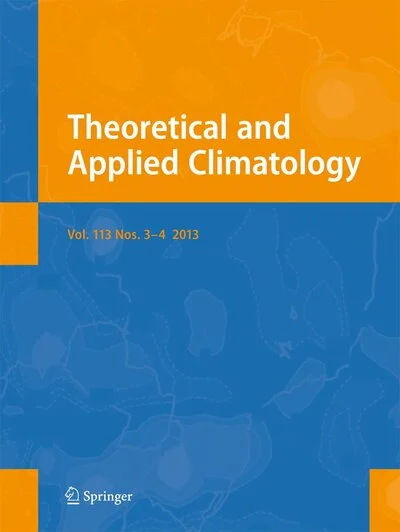 Theoretical and
Applied Climatology
Vol. 113 Nos. 3–4 2013
Springer